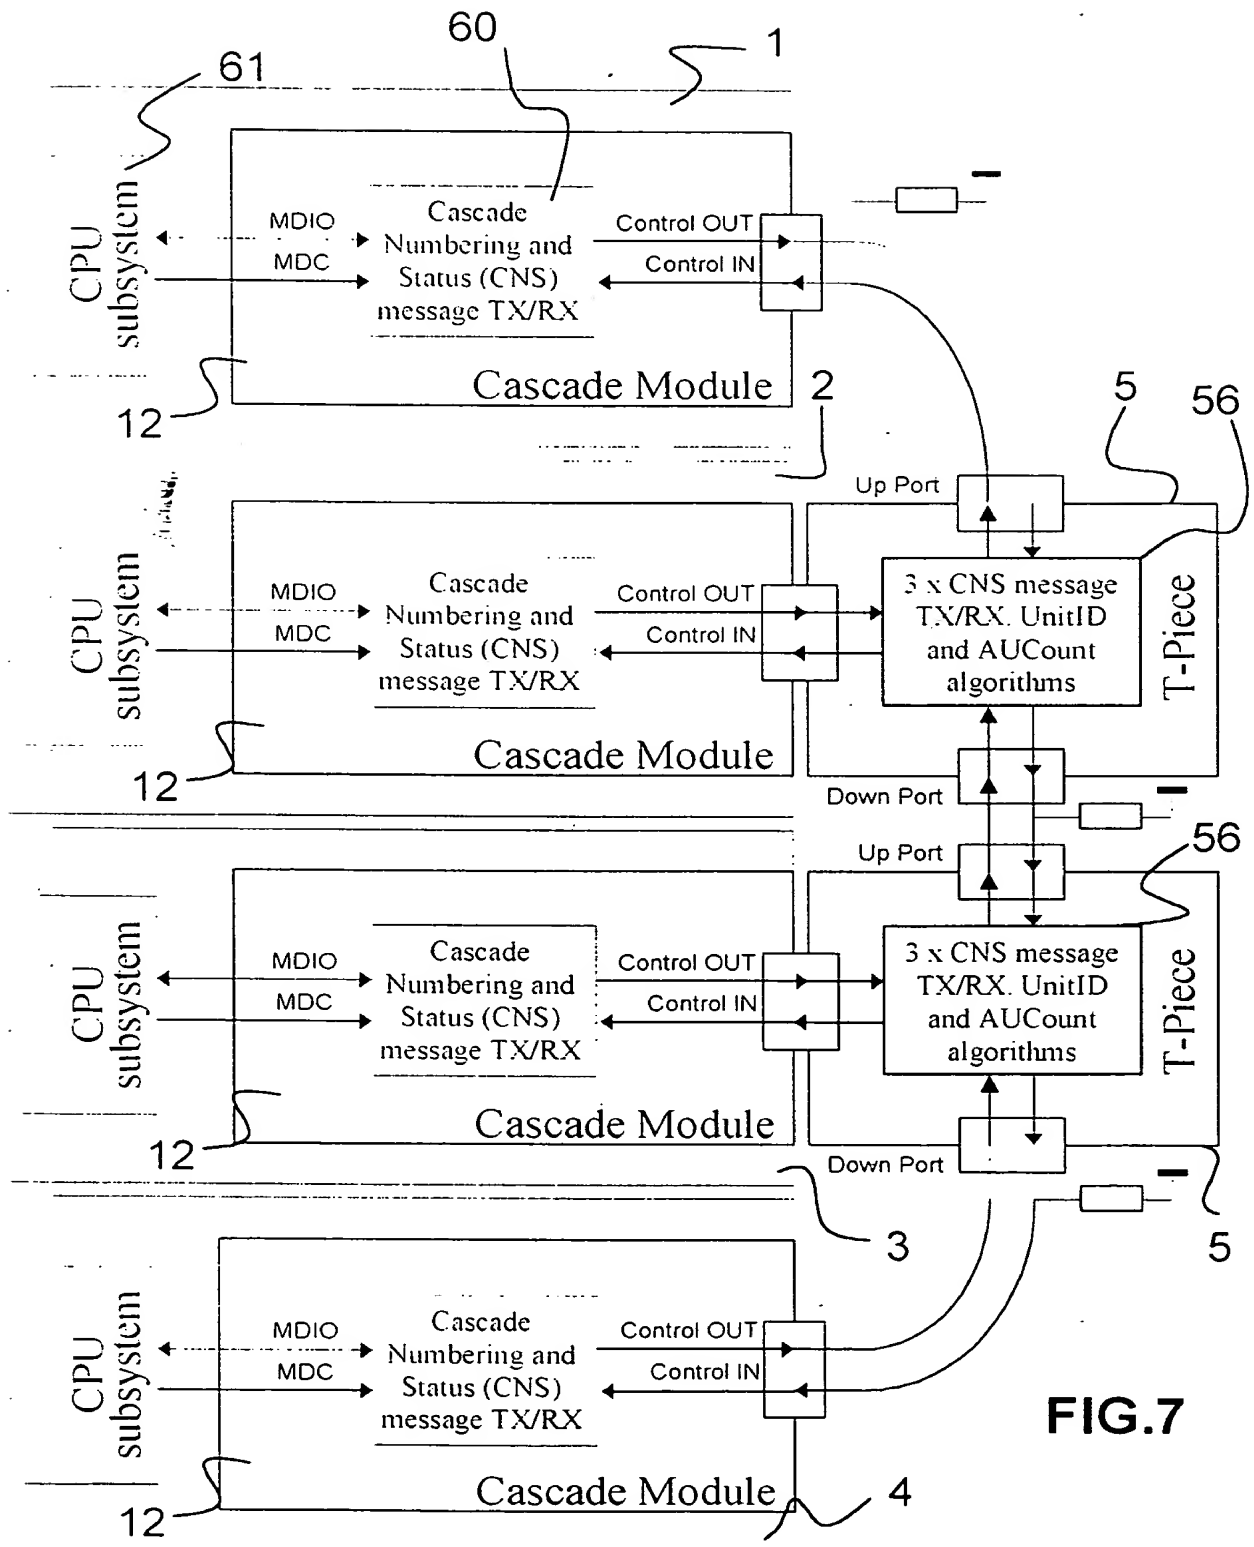 60
1
61
CPU
subsystem
MDIO
MDC
Cascade
Numbering and
Status (CNS)
message TX/RX
Control OUT
Control IN
Cascade Module
12
2
5
56
Up Port
CPU
subsystem
MDIO
MDC
Cascade
Numbering and
Status (CNS)
message TX/RX
Control OUT
Control IN
3 x CNS message
TX/RX. UnitID
and AUCount
algorithms
T-Piece
Cascade Module
12
Down Port
Up Port
56
CPU
subsystem
MDIO
MDC
Cascade
Numbering and
Status (CNS)
message TX/RX
Control OUT
Control IN
3 x CNS message
TX/RX. UnitID
and AUCount
algorithms
T-Piece
Cascade Module
12
Down Port
3
5
CPU
subsystem
MDIO
MDC
Cascade
Numbering and
Status (CNS)
message TX/RX
Control OUT
Control IN
Cascade Module
12
4
FIG.7